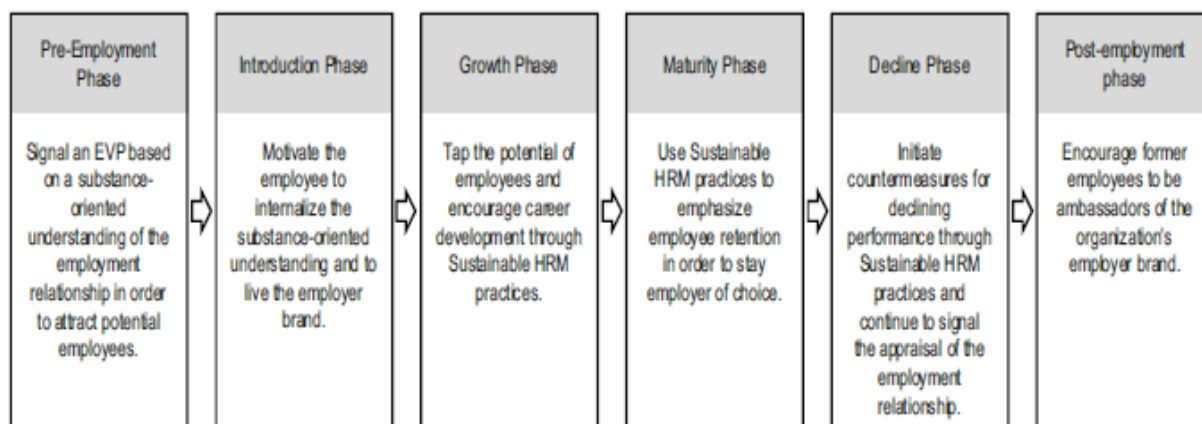 Pre-Employment
Phase
Signal an EVP based
on a substance-
oriented
understanding of the
employment
relationship in order
to attract potential
employees.
Introduction Phase
Motivate the
employee to
internalize the
substance-oriented
understanding and to
live the employer
brand.
Growth Phase
Tap the potential of
employees and
encourage career
development through
Sustainable HRM
practices.
Maturity Phase
Use Sustainable
HRM practices to
emphasize
employee retention
in order to stay
employer of choice.
Decline Phase
Initiate
countermeasures for
declining
performance through
Sustainable HRM
practices and
continue to signal
the appraisal of the
employment
relationship.
Post-employment
phase
Encourage former
employees to be
ambassadors of the
organization's
employer brand.